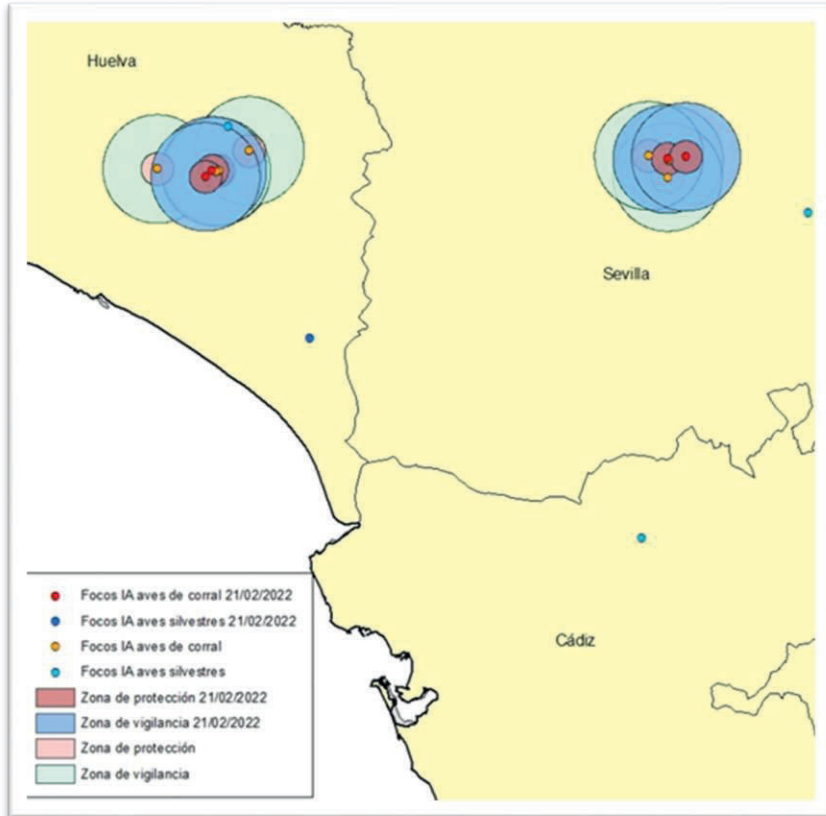 Huelva
Sevilla
Cádiz
Focos IA aves de corral 21/02/2022
Focos IA aves silvestres 21/02/2022
Focos IA aves de corral
Focos IA aves silvestres
Zona de protección 21/02/2022
Zona de vigilancia 21/02/2022
Zona de protección
Zona de vigilancia